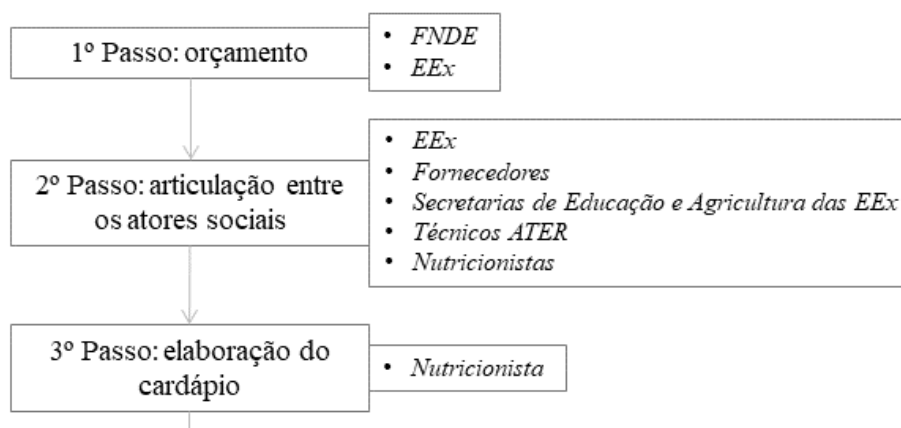 1º Passo: orçamento
• FNDE
• EEx
2º Passo: articulação entre
os atores sociais
• EEx
• Fornecedores
• Secretarias de Educação e Agricultura das EEx
• Técnicos ATER
• Nutricionistas
3º Passo: elaboração do
cardápio
• Nutricionista